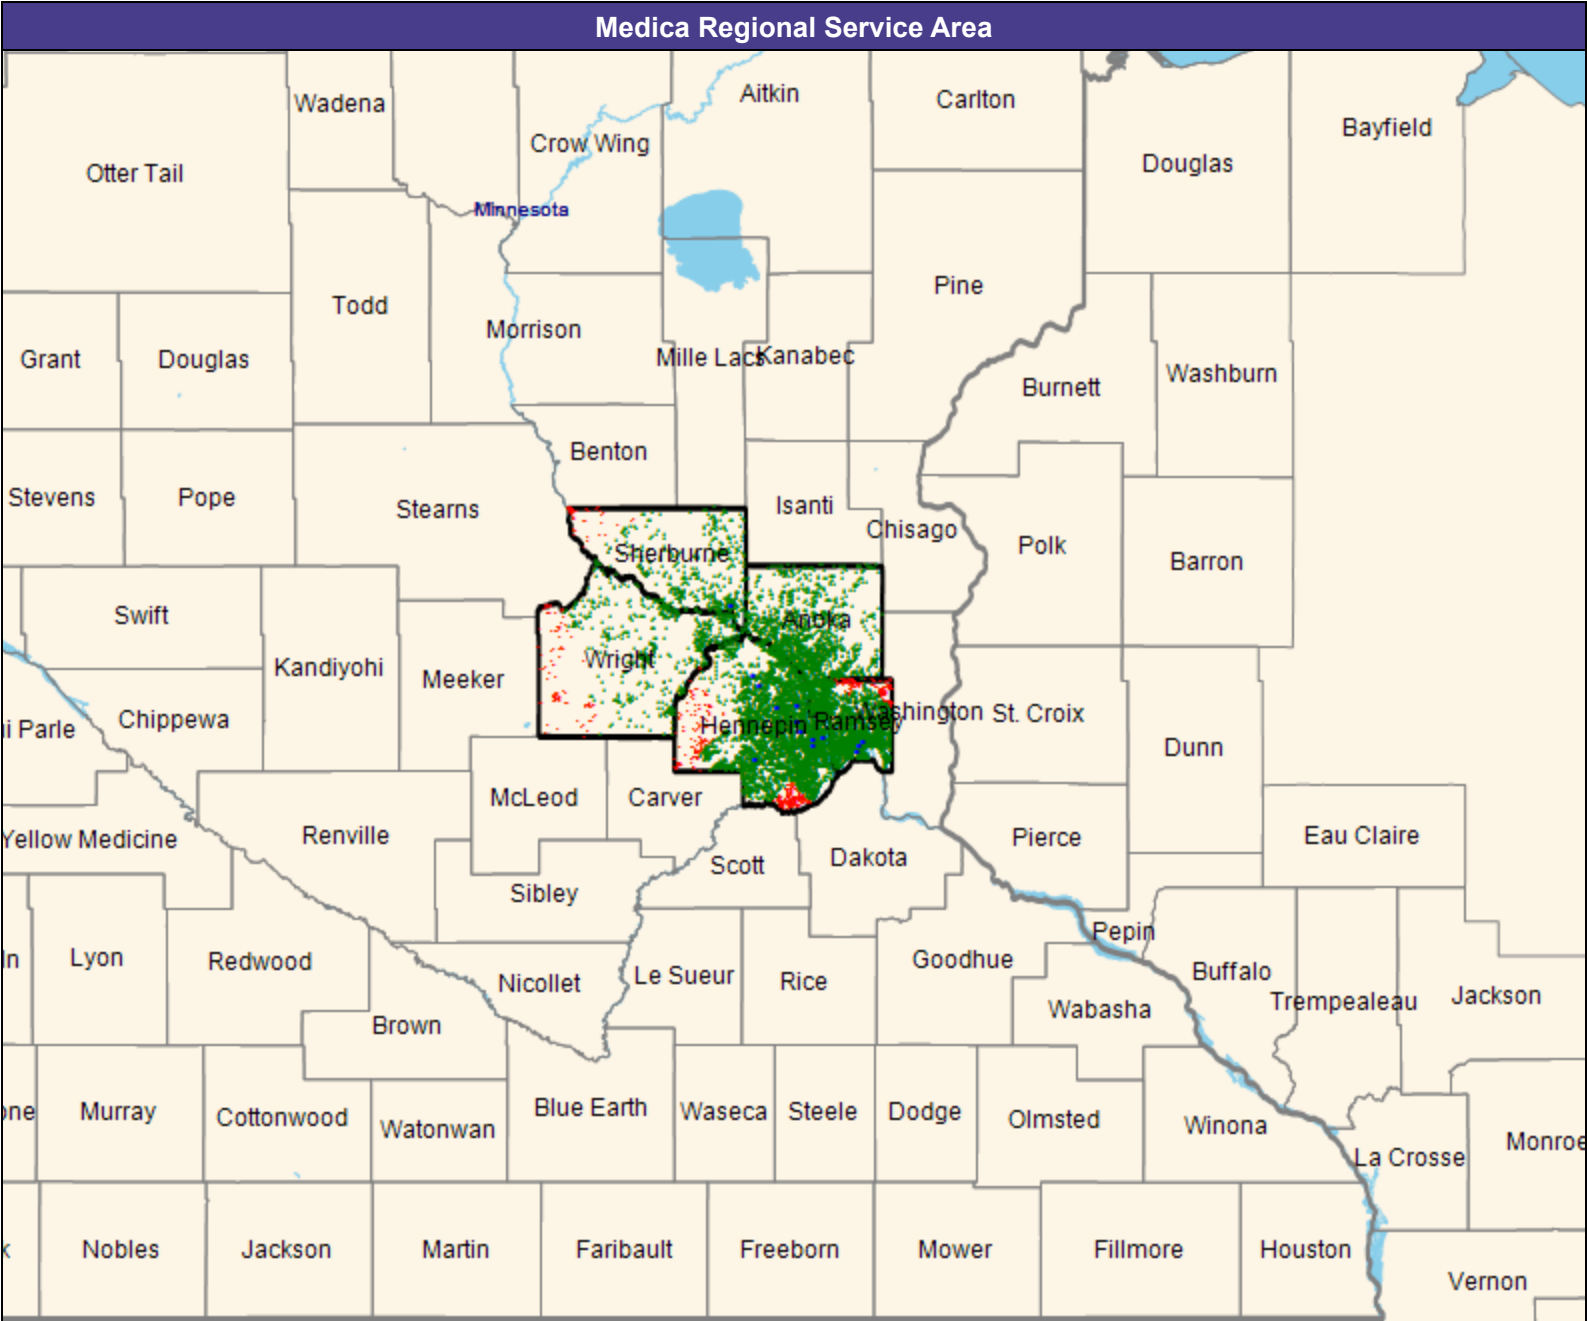 Medica Regional Service Area
Wadena
Aitkin
Carlton
Bayfield
Crow Wing
Otter Tail
Douglas
Minnesota
Pine
Todd
Morrison
Grant
Douglas
Mille Lacs
Kanabec
Washburn
Burnett
Benton
Stevens
Pope
Stearns
Isanti
Chisago
Polk
Barron
Sherburne
Swift
Anoka
Kandiyohi
Meeker
Wright
i Parle
Chippewa
Hennepin
Ramsey
Washington
St. Croix
Dunn
McLeod
Carver
Yellow Medicine
Renville
Scott
Dakota
Pierce
Eau Claire
Sibley
Pepin
ln
Lyon
Redwood
Nicollet
Le Sueur
Rice
Goodhue
Buffalo
Trempealeau
Jackson
Wabasha
Brown
one
Murray
Cottonwood
Watonwan
Blue Earth
Waseca
Steele
Dodge
Olmsted
Winona
La Crosse
Monroe
k
Nobles
Jackson
Martin
Faribault
Freeborn
Mower
Fillmore
Houston
Vernon